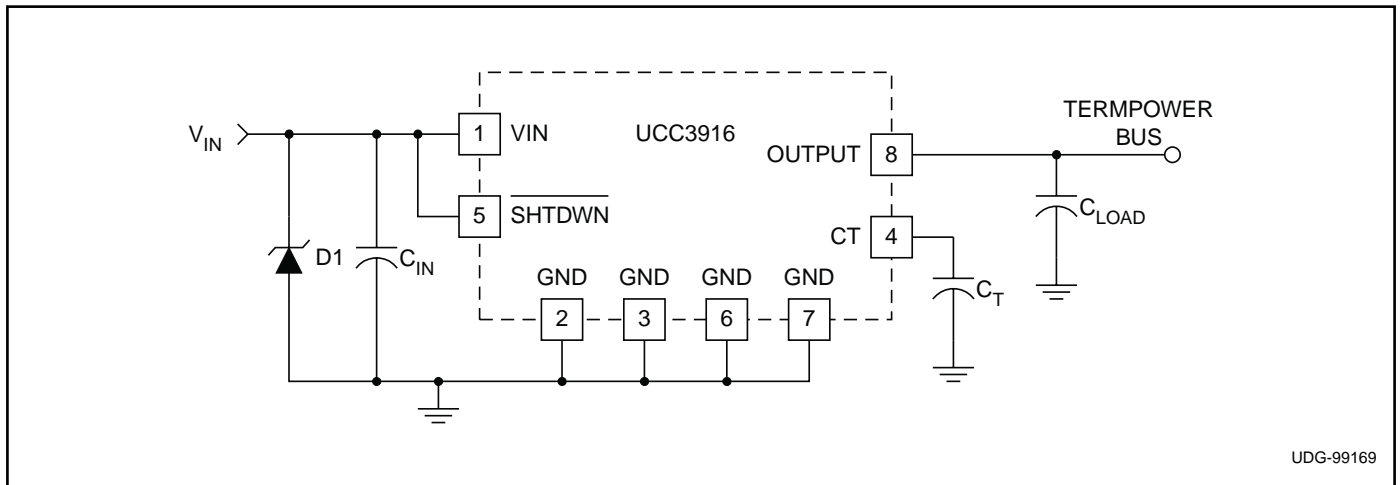 V_IN
1 VIN
UCC3916
OUTPUT 8
TERMPOWER
BUS
5 SHTDWN
CT 4
C_LOAD
D1
C_IN
GND GND GND GND
2 3 6 7
C_T
UDG-99169